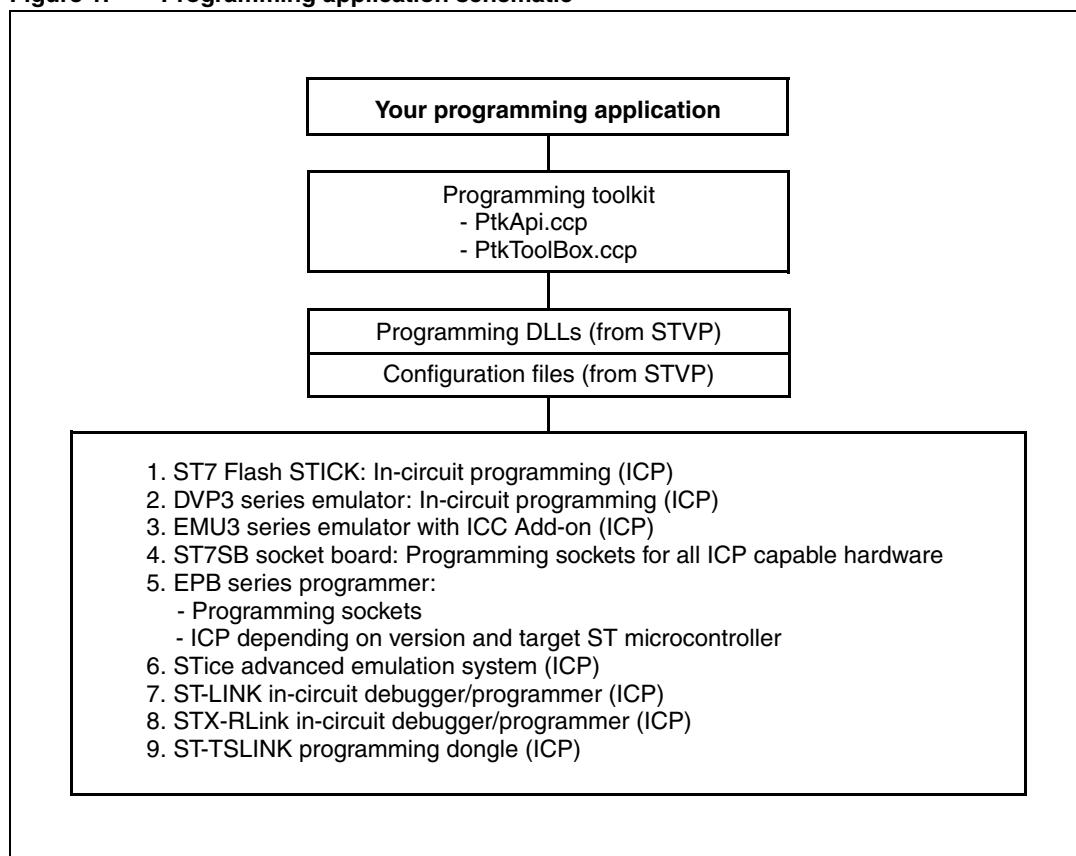 Figure 1. Programming application schematic
Your programming application
Programming toolkit
- PtkApi.ccp
- PtkToolBox.ccp
Programming DLLs (from STVP)
Configuration files (from STVP)
1. ST7 Flash STICK: In-circuit programming (ICP)
2. DVP3 series emulator: In-circuit programming (ICP)
3. EMU3 series emulator with ICC Add-on (ICP)
4. ST7SB socket board: Programming sockets for all ICP capable hardware
5. EPB series programmer:
- Programming sockets
- ICP depending on version and target ST microcontroller
6. STice advanced emulation system (ICP)
7. ST-LINK in-circuit debugger/programmer (ICP)
8. STX-RLink in-circuit debugger/programmer (ICP)
9. ST-TSLINK programming dongle (ICP)